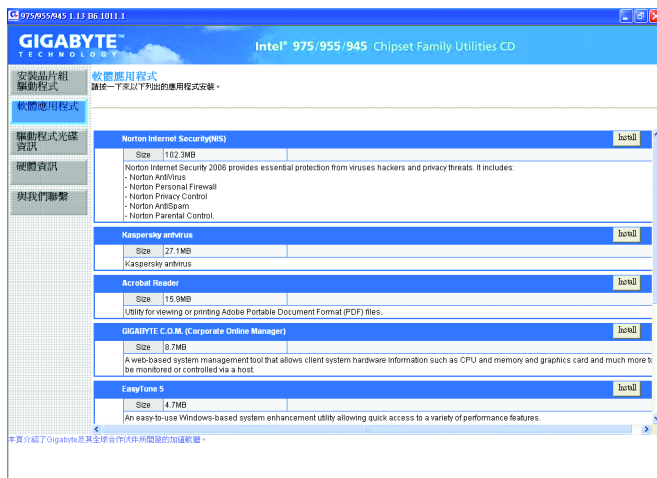 975/955/945 1.13 B6.1011.1
GIGABYTE™
TECHNOLOGY
Intel® 975/955/945 Chipset Family Utilities CD
安裝晶片組
驅動程式
軟體應用程式
驅動程式光碟
資訊
硬體資訊
與我們聯繫
軟體應用程式
請按一下來以下列出的應用程式安裝。
Norton Internet Security(NIS)
Install
Size 102.3MB
Norton Internet Security 2006 provides essential protection from viruses hackers and privacy threats. It includes:
- Norton AntiVirus
- Norton Personal Firewall
- Norton Privacy Control
- Norton AntiSpam
- Norton Parental Control.
Kaspersky antvirus
Install
Size 27.1MB
Kaspersky antvirus
Acrobat Reader
Install
Size 15.9MB
Utility for viewing or printing Adobe Portable Document Format (PDF) files.
GIGABYTE C.O.M. (Corporate Online Manager)
Install
Size 8.7MB
A web-based system management tool that allows client system hardware information such as CPU and memory and graphics card and much more to
be monitored or controlled via a host.
EasyTune 5
Install
Size 4.7MB
An easy-to-use Windows-based system enhancement utility allowing quick access to a variety of performance features.
本頁介紹了Gigabyte及其全球合作伙伴所開發的加值軟體。